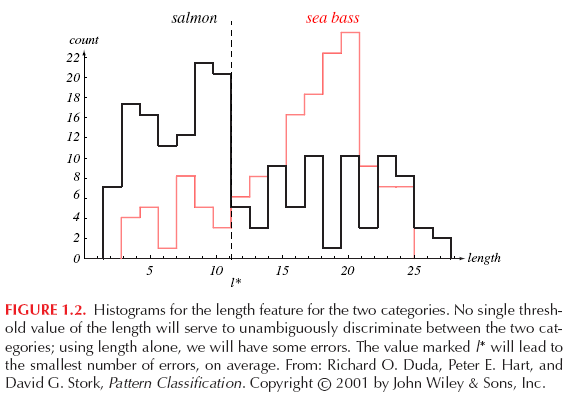 salmon sea bass
count
22
20
18
16
12
10
8
6
4
2
0
5 10 15 20 25 length
l*
FIGURE 1.2. Histograms for the length feature for the two categories. No single thresh-
old value of the length will serve to unambiguously discriminate between the two cat-
egories; using length alone, we will have some errors. The value marked l* will lead to
the smallest number of errors, on average. From: Richard O. Duda, Peter E. Hart, and
David G. Stork, Pattern Classification. Copyright © 2001 by John Wiley & Sons, Inc.